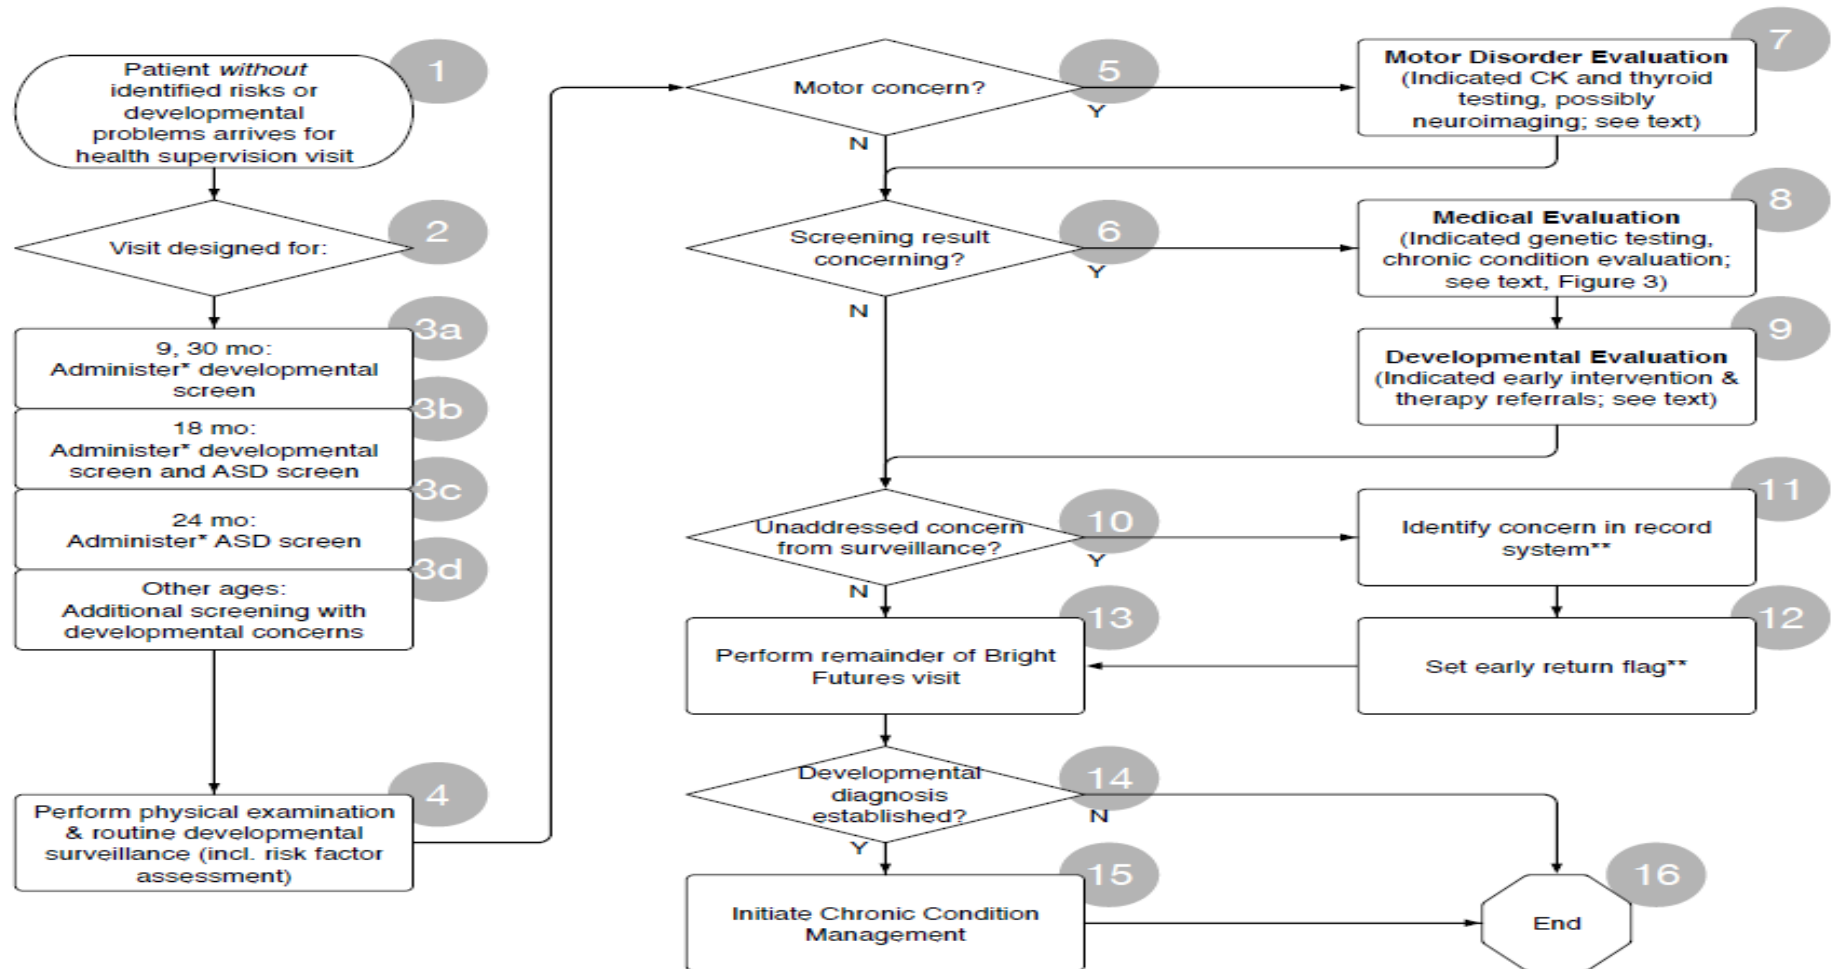 1
Patient without
identified risks or
developmental
problems arrives for
health supervision visit
2
Visit designed for:
3a
9, 30 mo:
Administer* developmental
screen
3b
18 mo:
Administer* developmental
screen and ASD screen
3c
24 mo:
Administer* ASD screen
3d
Other ages:
Additional screening with
developmental concerns
4
Perform physical examination
& routine developmental
surveillance (incl. risk factor
assessment)
5
Motor concern?
Y
N
7
Motor Disorder Evaluation
(Indicated CK and thyroid
testing, possibly
neuroimaging; see text)
6
Screening result
concerning?
Y
N
8
Medical Evaluation
(Indicated genetic testing,
chronic condition evaluation;
see text, Figure 3)
9
Developmental Evaluation
(Indicated early intervention &
therapy referrals; see text)
10
Unaddressed concern
from surveillance?
Y
N
11
Identify concern in record
system**
12
Set early return flag**
13
Perform remainder of Bright
Futures visit
14
Developmental
diagnosis
established?
N
Y
15
Initiate Chronic Condition
Management
16
End